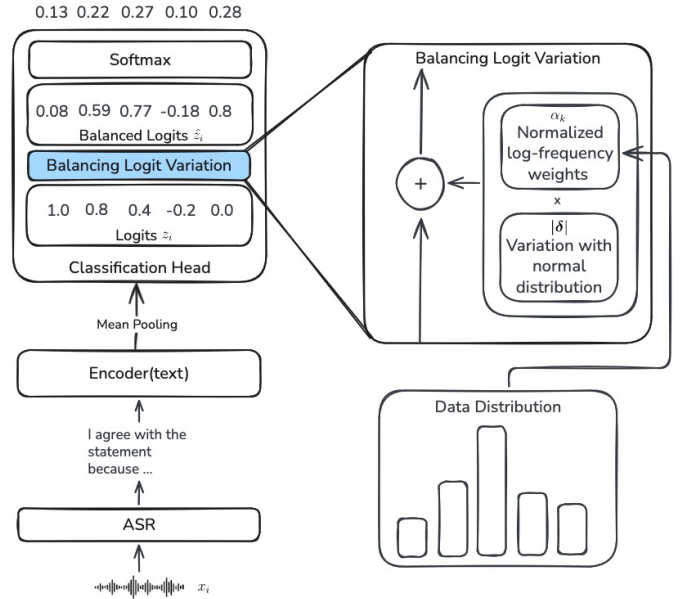 0.13 0.22 0.27 0.10 0.28
Softmax
0.08 0.59 0.77 -0.18 0.8
Balanced Logits ẑᵢ
Balancing Logit Variation
1.0 0.8 0.4 -0.2 0.0
Logits zᵢ
Classification Head
Mean Pooling
Encoder(text)
I agree with the
statement
because ...
ASR
xᵢ
Balancing Logit Variation
+
αₖ
Normalized
log-frequency
weights
x
|δ|
Variation with
normal
distribution
Data Distribution